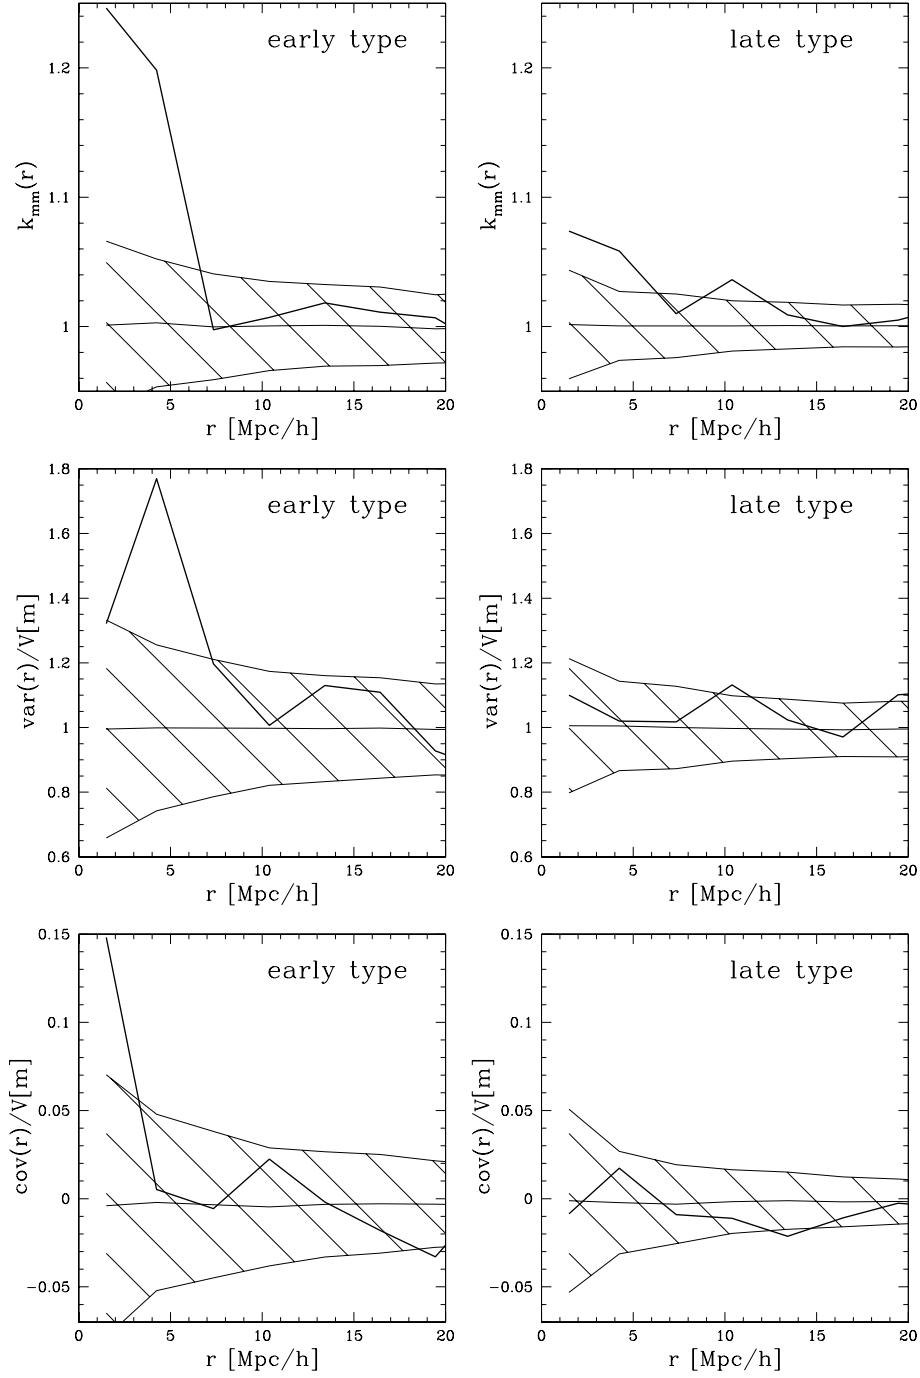 early type
1.2
1.1
1
k_mm(r)
0 5 10 15 20
r [Mpc/h]
late type
1.2
1.1
1
k_mm(r)
0 5 10 15 20
r [Mpc/h]
early type
1.8
1.6
1.4
1.2
1
0.8
0.6
var(r)/V[m]
0 5 10 15 20
r [Mpc/h]
late type
1.8
1.6
1.4
1.2
1
0.8
0.6
var(r)/V[m]
0 5 10 15 20
r [Mpc/h]
early type
0.15
0.1
0.05
0
−0.05
cov(r)/V[m]
0 5 10 15 20
r [Mpc/h]
late type
0.15
0.1
0.05
0
−0.05
cov(r)/V[m]
0 5 10 15 20
r [Mpc/h]